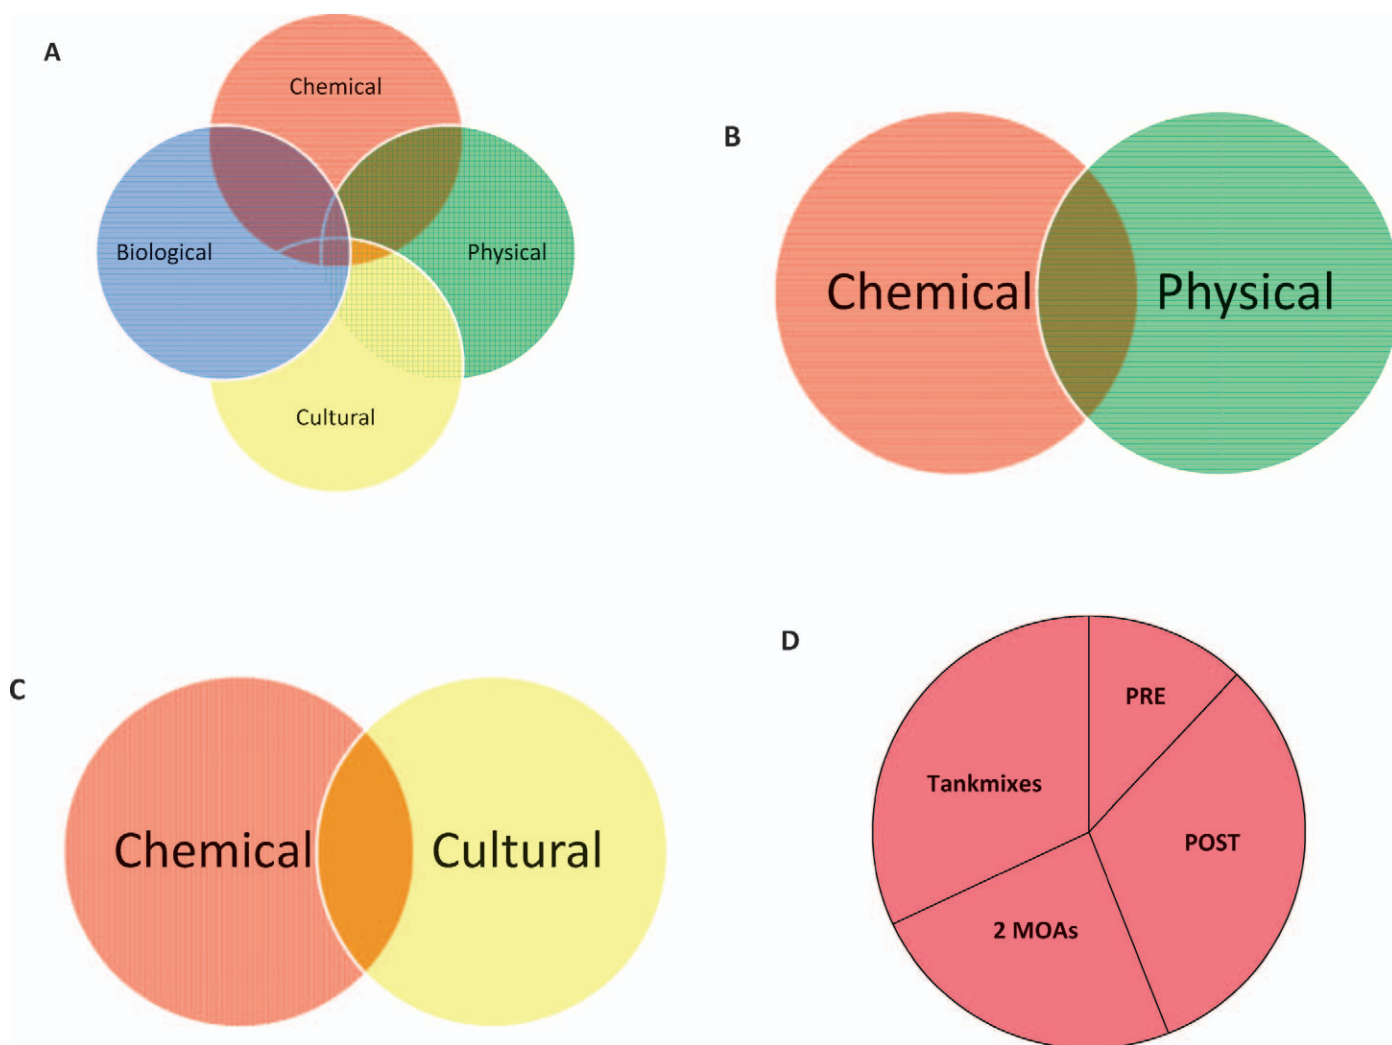 A
Chemical
Biological
Physical
Cultural
B
Chemical
Physical
C
Chemical
Cultural
D
PRE
Tankmixes
POST
2 MOAs